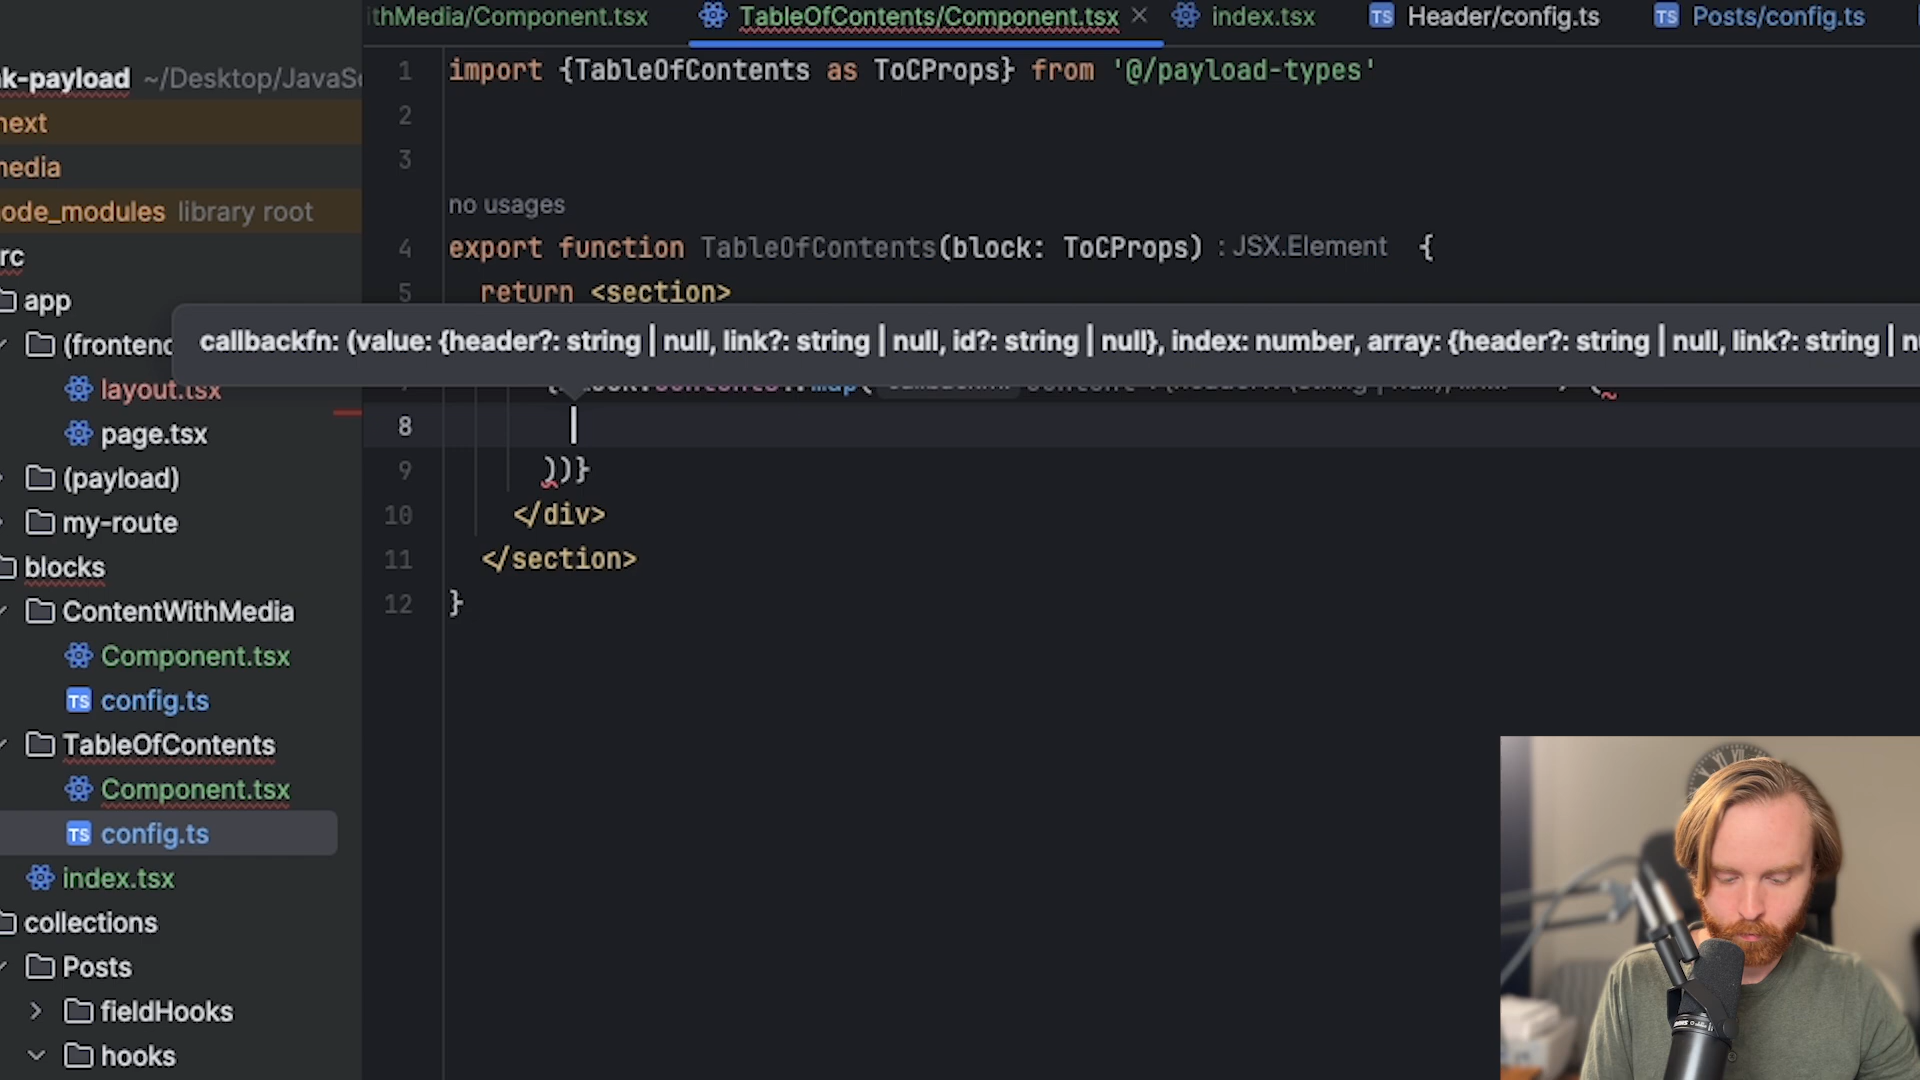 ithMedia/Component.tsx
TableOfContents/Component.tsx
index.tsx
Header/config.ts
Posts/config.ts
k-payload ~/Desktop/JavaSc
next
media
node_modules library root
rc
app
(frontend
layout.tsx
page.tsx
(payload)
my-route
blocks
ContentWithMedia
Component.tsx
config.ts
TableOfContents
Component.tsx
config.ts
index.tsx
collections
Posts
fieldHooks
hooks
1 import {TableOfContents as ToCProps} from '@/payload-types'
2
3
no usages
4 export function TableOfContents(block: ToCProps) : JSX.Element {
5 return <section>
callbackfn: (value: {header?: string | null, link?: string | null, id?: string | null}, index: number, array: {header?: string | null, link?: string | nu
8
9 ))}
10 </div>
11 </section>
12 }